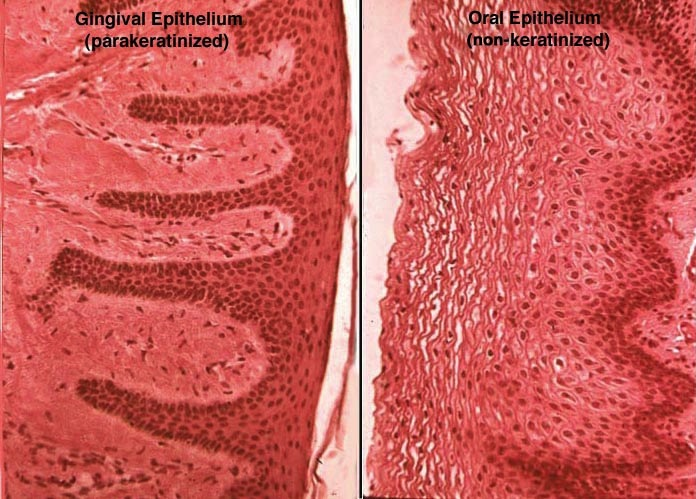 Gingival Epithelium
(parakeratinized)
Oral Epithelium
(non-keratinized)